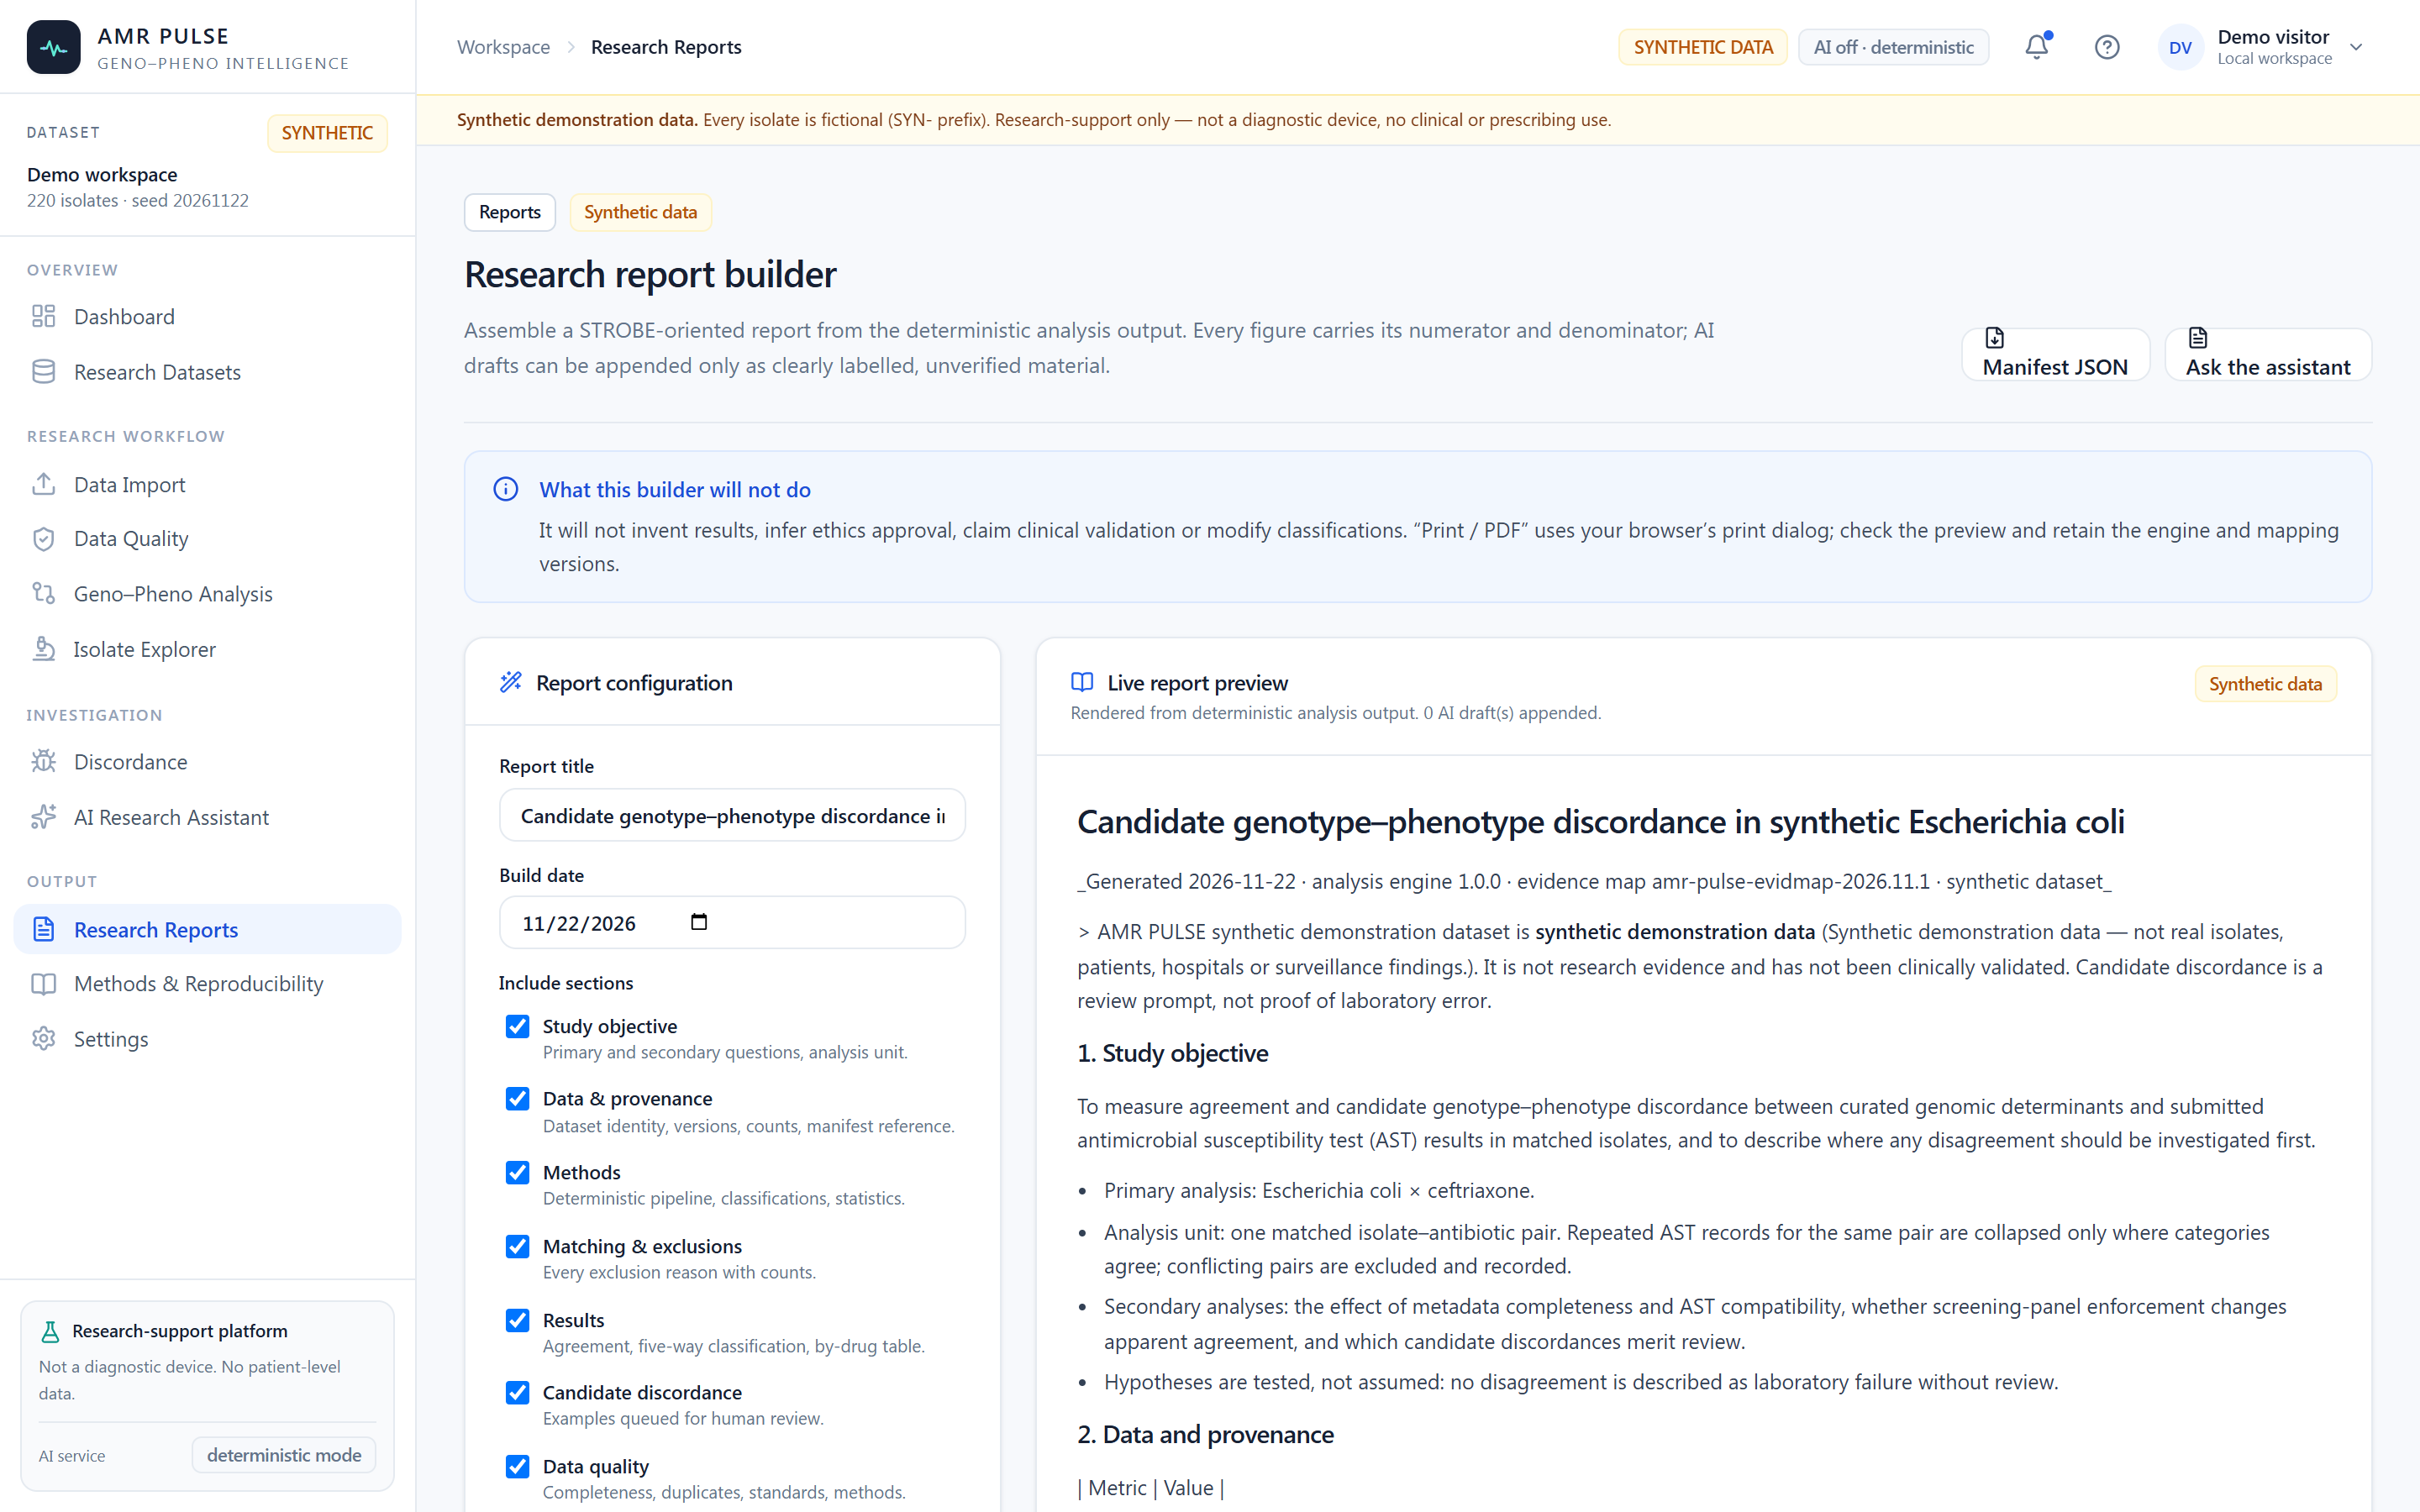 AMR PULSE
GENO–PHENO INTELLIGENCE
DATASET
SYNTHETIC
Demo workspace
220 isolates · seed 20261122
OVERVIEW
Dashboard
Research Datasets
RESEARCH WORKFLOW
Data Import
Data Quality
Geno–Pheno Analysis
Isolate Explorer
INVESTIGATION
Discordance
AI Research Assistant
OUTPUT
Research Reports
Methods & Reproducibility
Settings
Research-support platform
Not a diagnostic device. No patient-level
data.
AI service
deterministic mode
Workspace
Research Reports
SYNTHETIC DATA
AI off · deterministic
DV
Demo visitor
Local workspace
Synthetic demonstration data. Every isolate is fictional (SYN- prefix). Research-support only — not a diagnostic device, no clinical or prescribing use.
Reports
Synthetic data
Research report builder
Assemble a STROBE-oriented report from the deterministic analysis output. Every figure carries its numerator and denominator; AI
drafts can be appended only as clearly labelled, unverified material.
Manifest JSON
Ask the assistant
What this builder will not do
It will not invent results, infer ethics approval, claim clinical validation or modify classifications. “Print / PDF” uses your browser’s print dialog; check the preview and retain the engine and mapping
versions.
Report configuration
Report title
Candidate genotype–phenotype discordance in
Build date
11/22/2026
Include sections
Study objective
Primary and secondary questions, analysis unit.
Data & provenance
Dataset identity, versions, counts, manifest reference.
Methods
Deterministic pipeline, classifications, statistics.
Matching & exclusions
Every exclusion reason with counts.
Results
Agreement, five-way classification, by-drug table.
Candidate discordance
Examples queued for human review.
Data quality
Completeness, duplicates, standards, methods.
Live report preview
Rendered from deterministic analysis output. 0 AI draft(s) appended.
Synthetic data
Candidate genotype–phenotype discordance in synthetic Escherichia coli
_Generated 2026-11-22 · analysis engine 1.0.0 · evidence map amr-pulse-evidmap-2026.11.1 · synthetic dataset_
> AMR PULSE synthetic demonstration dataset is synthetic demonstration data (Synthetic demonstration data — not real isolates,
patients, hospitals or surveillance findings.). It is not research evidence and has not been clinically validated. Candidate discordance is a
review prompt, not proof of laboratory error.
1. Study objective
To measure agreement and candidate genotype–phenotype discordance between curated genomic determinants and submitted
antimicrobial susceptibility test (AST) results in matched isolates, and to describe where any disagreement should be investigated first.
• Primary analysis: Escherichia coli × ceftriaxone.
• Analysis unit: one matched isolate–antibiotic pair. Repeated AST records for the same pair are collapsed only where categories
agree; conflicting pairs are excluded and recorded.
• Secondary analyses: the effect of metadata completeness and AST compatibility, whether screening-panel enforcement changes
apparent agreement, and which candidate discordances merit review.
• Hypotheses are tested, not assumed: no disagreement is described as laboratory failure without review.
2. Data and provenance
| Metric | Value |